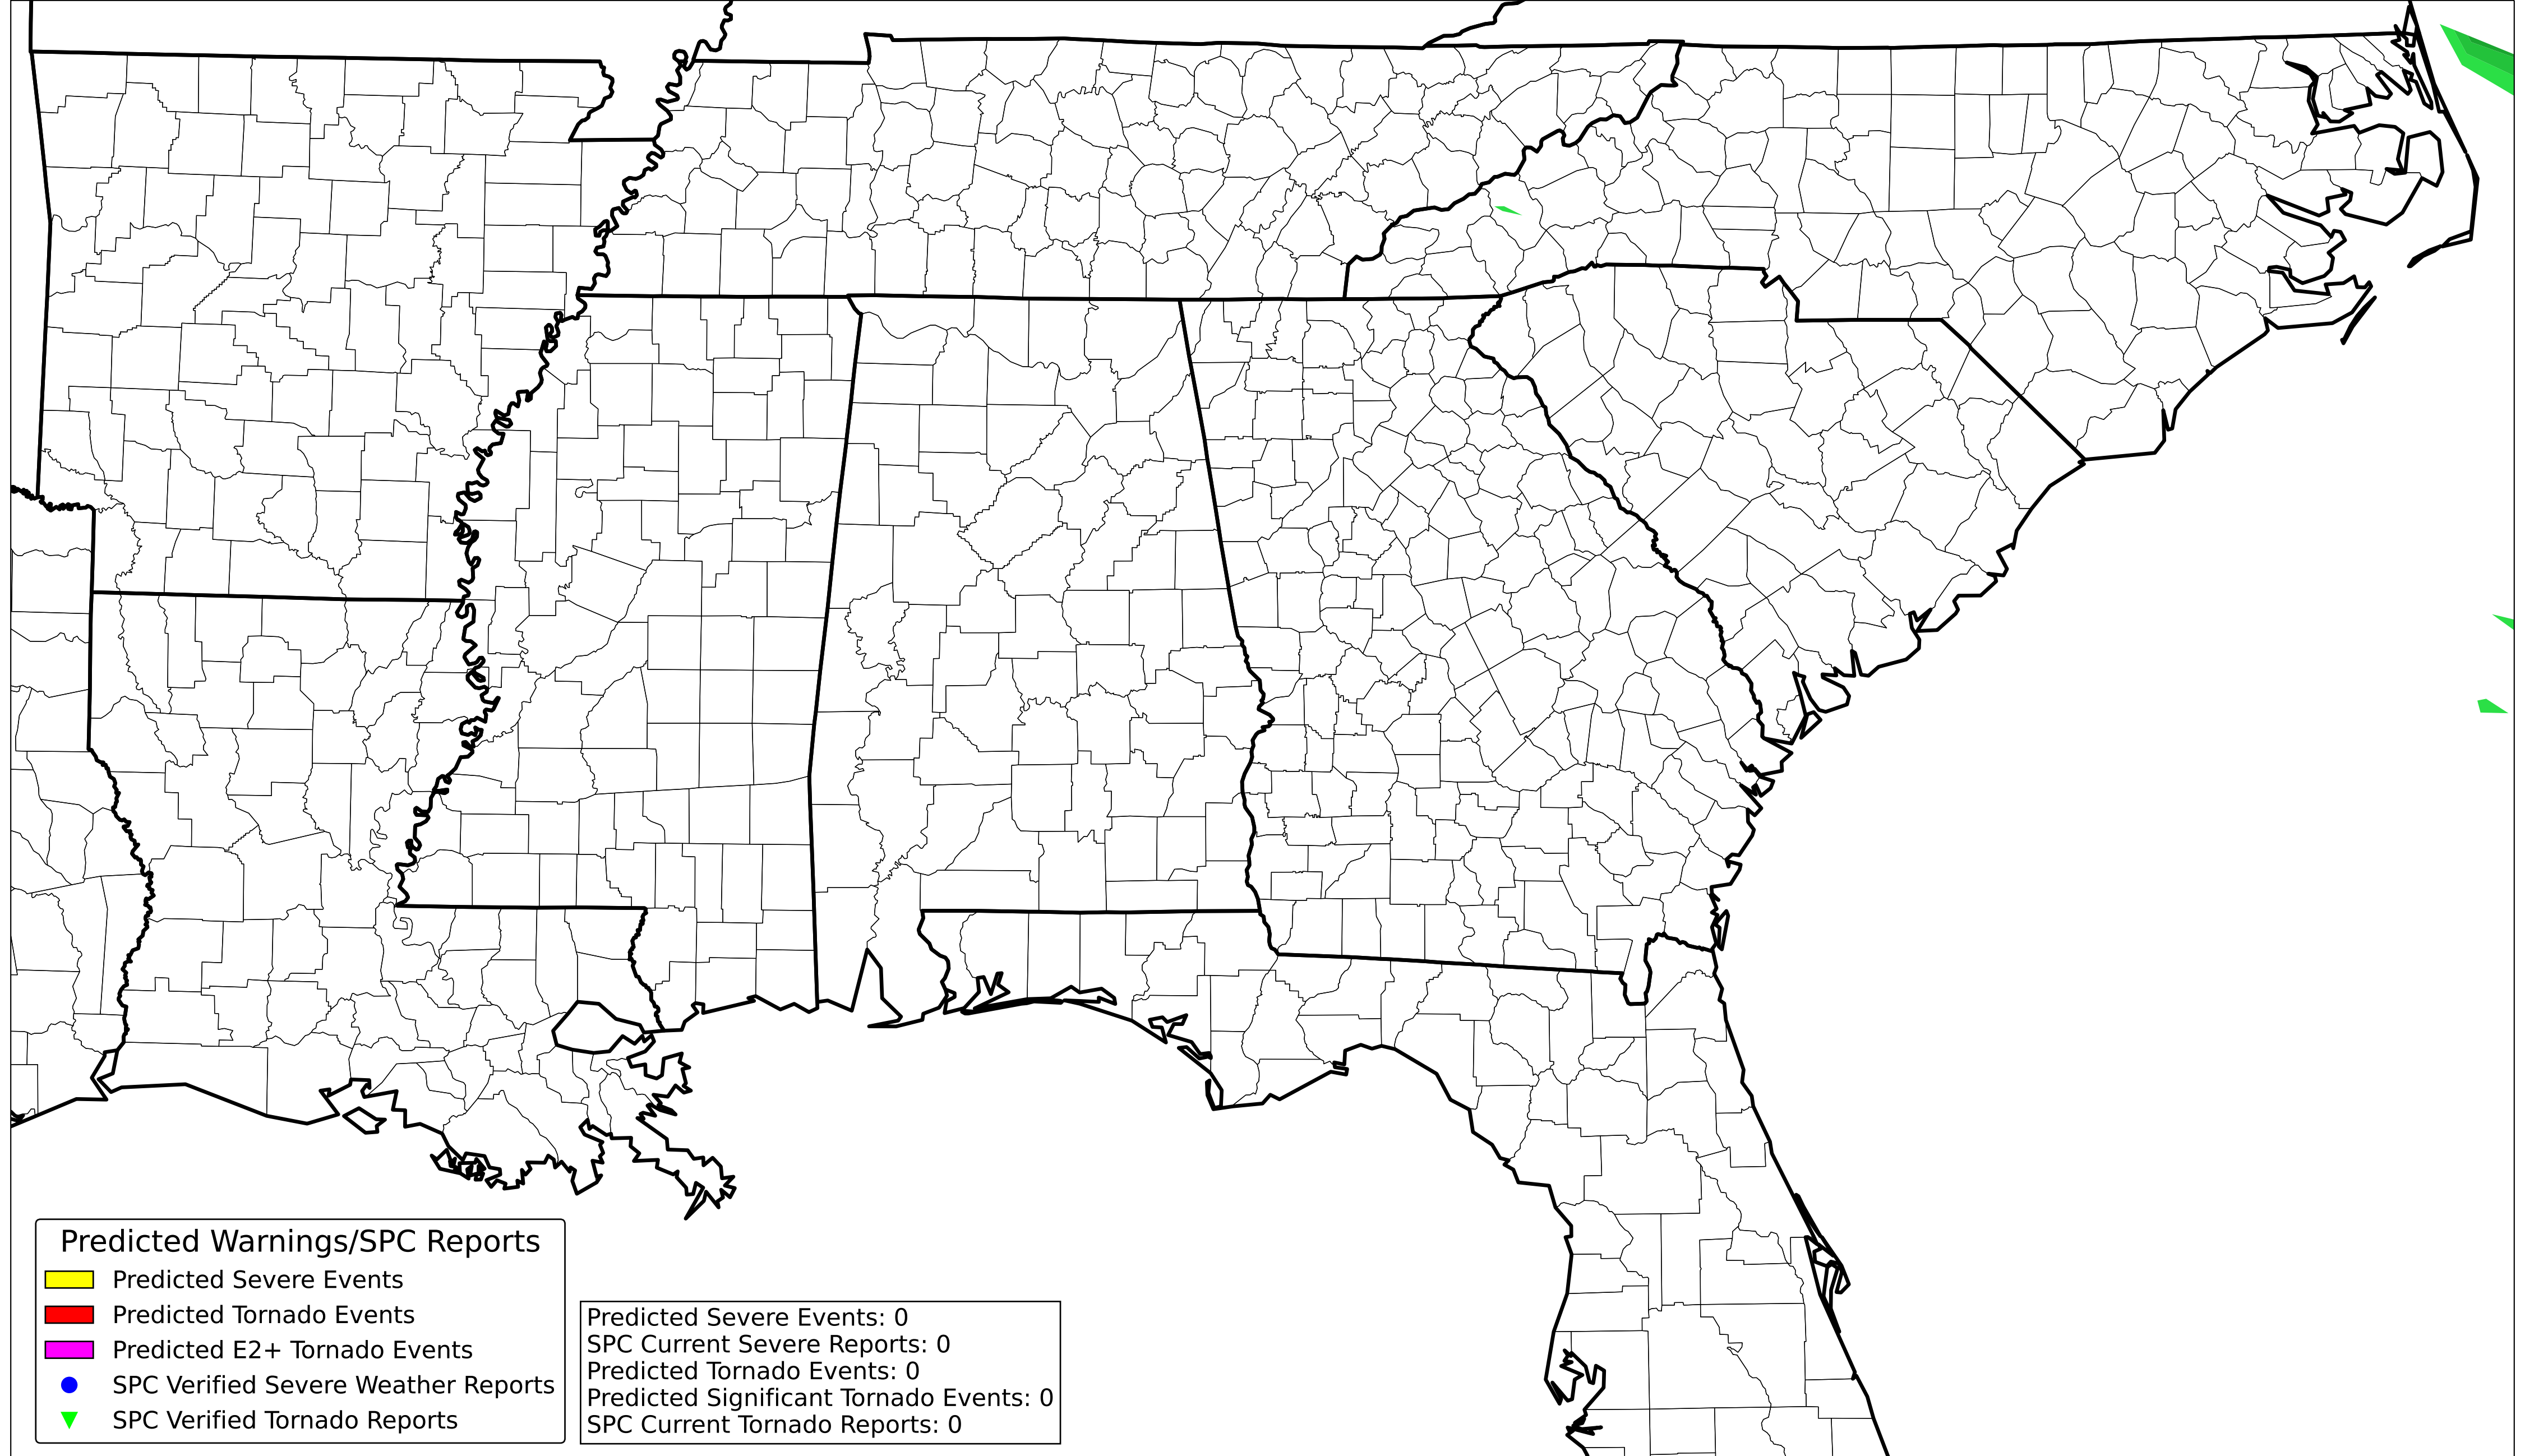 Predicted Warnings/SPC Reports
Predicted Severe Events
Predicted Tornado Events
Predicted E2+ Tornado Events
SPC Verified Severe Weather Reports
SPC Verified Tornado Reports
Predicted Severe Events: 0
SPC Current Severe Reports: 0
Predicted Tornado Events: 0
Predicted Significant Tornado Events: 0
SPC Current Tornado Reports: 0